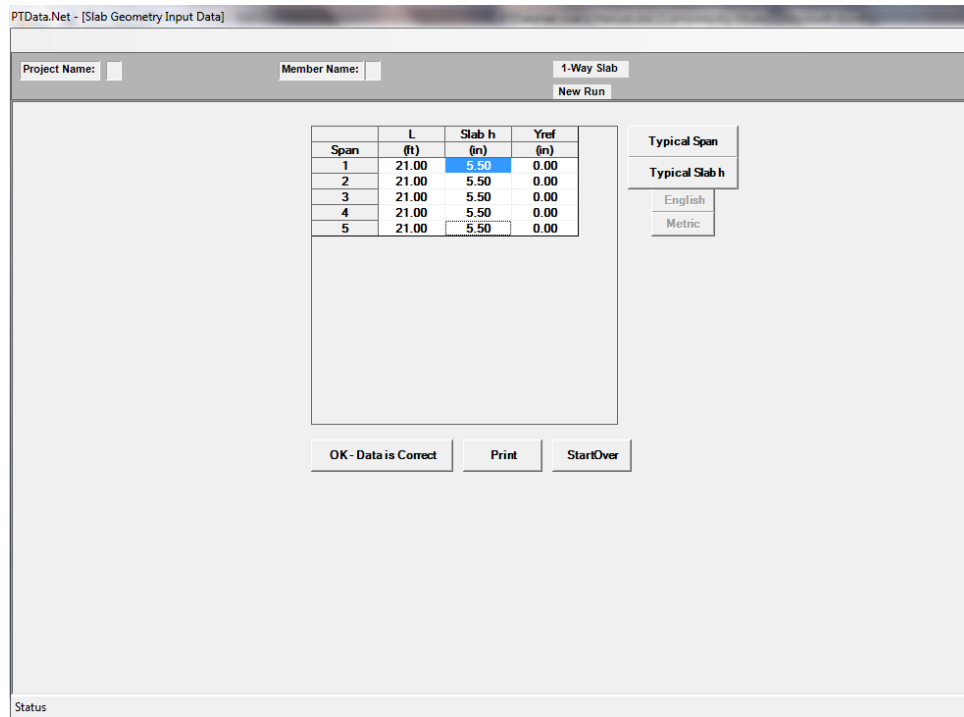 PTData.Net - [Slab Geometry Input Data]
Project Name: Member Name: 1-Way Slab
New Run
L Slab h Yref
Span (ft) (in) (in)
1 21.00 5.50 0.00
2 21.00 5.50 0.00
3 21.00 5.50 0.00
4 21.00 5.50 0.00
5 21.00 5.50 0.00
Typical Span
Typical Slab h
English
Metric
OK - Data is Correct Print StartOver
Status